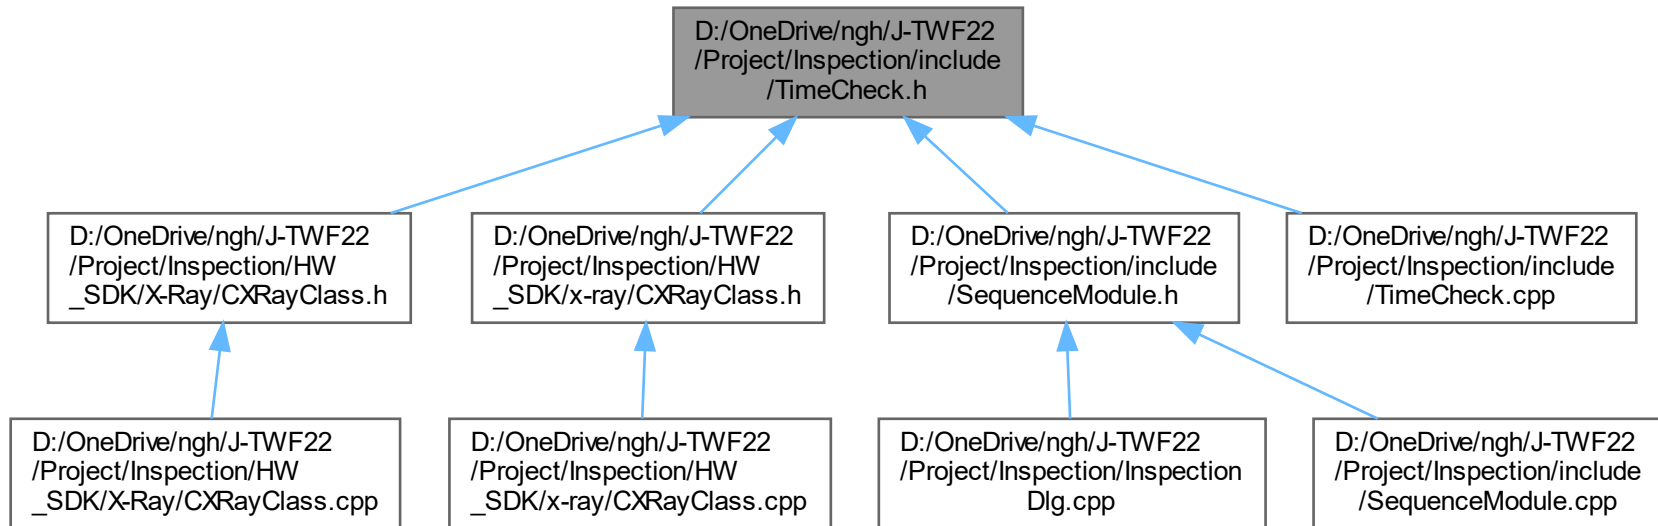 D:/OneDrive/ngh/J-TWF22
/Project/Inspection/include
/TimeCheck.h
D:/OneDrive/ngh/J-TWF22
/Project/Inspection/HW
_SDK/X-Ray/CXRayClass.h
D:/OneDrive/ngh/J-TWF22
/Project/Inspection/HW
_SDK/x-ray/CXRayClass.h
D:/OneDrive/ngh/J-TWF22
/Project/Inspection/include
/SequenceModule.h
D:/OneDrive/ngh/J-TWF22
/Project/Inspection/include
/TimeCheck.cpp
D:/OneDrive/ngh/J-TWF22
/Project/Inspection/HW
_SDK/X-Ray/CXRayClass.cpp
D:/OneDrive/ngh/J-TWF22
/Project/Inspection/HW
_SDK/x-ray/CXRayClass.cpp
D:/OneDrive/ngh/J-TWF22
/Project/Inspection/Inspection
Dlg.cpp
D:/OneDrive/ngh/J-TWF22
/Project/Inspection/include
/SequenceModule.cpp